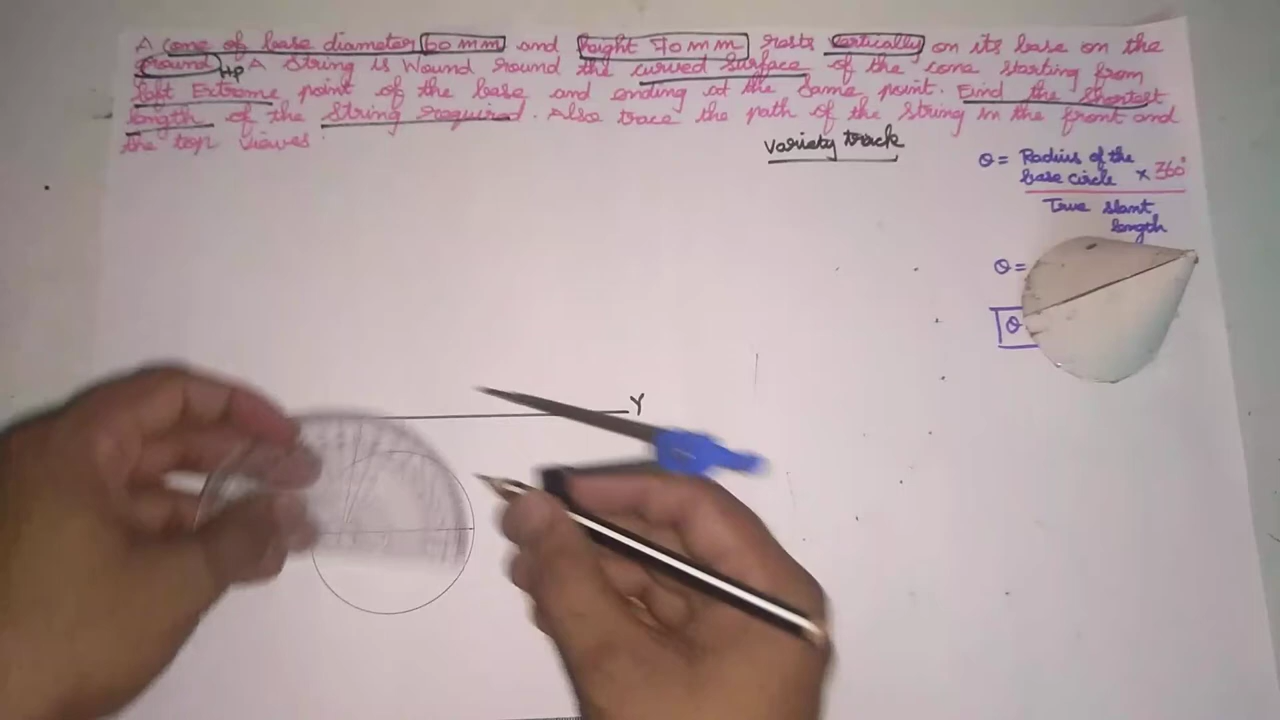 A cone of base diameter 60 mm and height 70 mm rests vertically on its base on the
ground HP A String is Wound round the curved surface of the cone starting from
left Extreme point of the base and ending at the same point. Find the shortest
length of the string required. Also trace the path of the string in the front and
the top views
variety track
θ = Radius of the
base circle × 360°
True slant
length
θ =
θ
Y